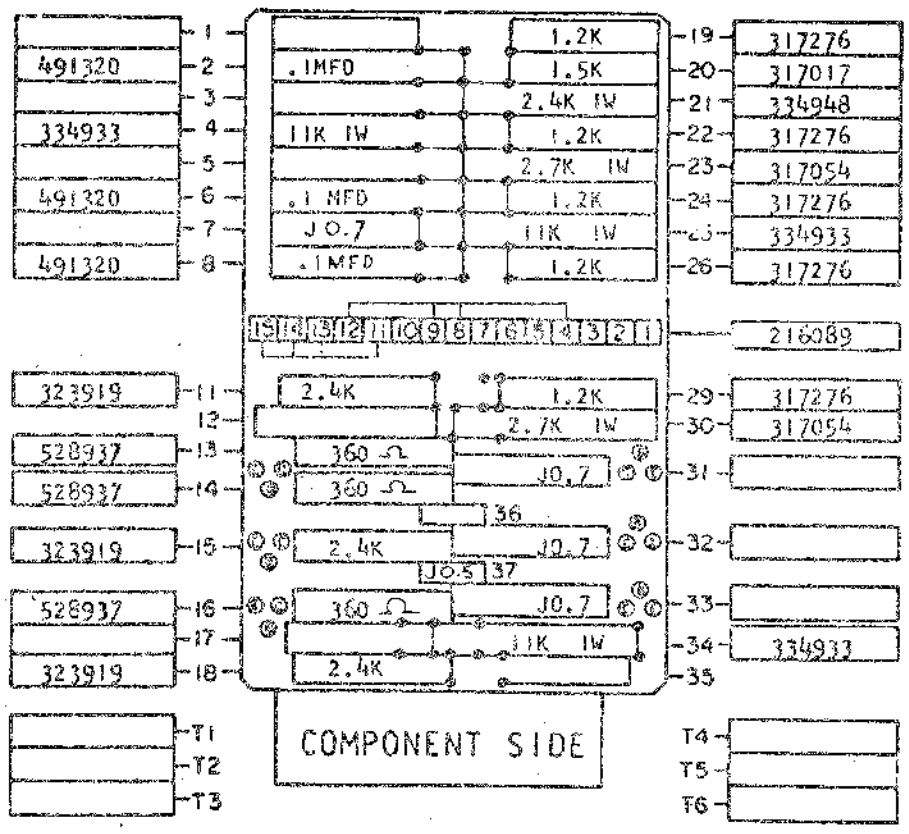 1 1.2K 19 317276
491320 2 .1MFD 1.5K 20 317017
3 2.4K 1W 21 334948
334933 4 11K 1W 1.2K 22 317276
5 2.7K 1W 23 317054
491320 6 .1 MFD 1.2K 24 317276
7 J0.7 11K 1W 25 334933
491320 8 .1MFD 1.2K 26 317276
15 14 13 12 11 10 9 8 7 6 5 4 3 2 1 216089
323919 11 2.4K 1.2K 29 317276
12 2.7K 1W 30 317054
528937 13 360 Ω J0.7 31
528937 14 360 Ω
36
323919 15 2.4K J0.7 32
J0.5 37
528937 16 360 Ω J0.7 33
17 11K 1W 34 334933
323919 18 2.4K 35
T1 COMPONENT SIDE T4
T2 T5
T3 T6